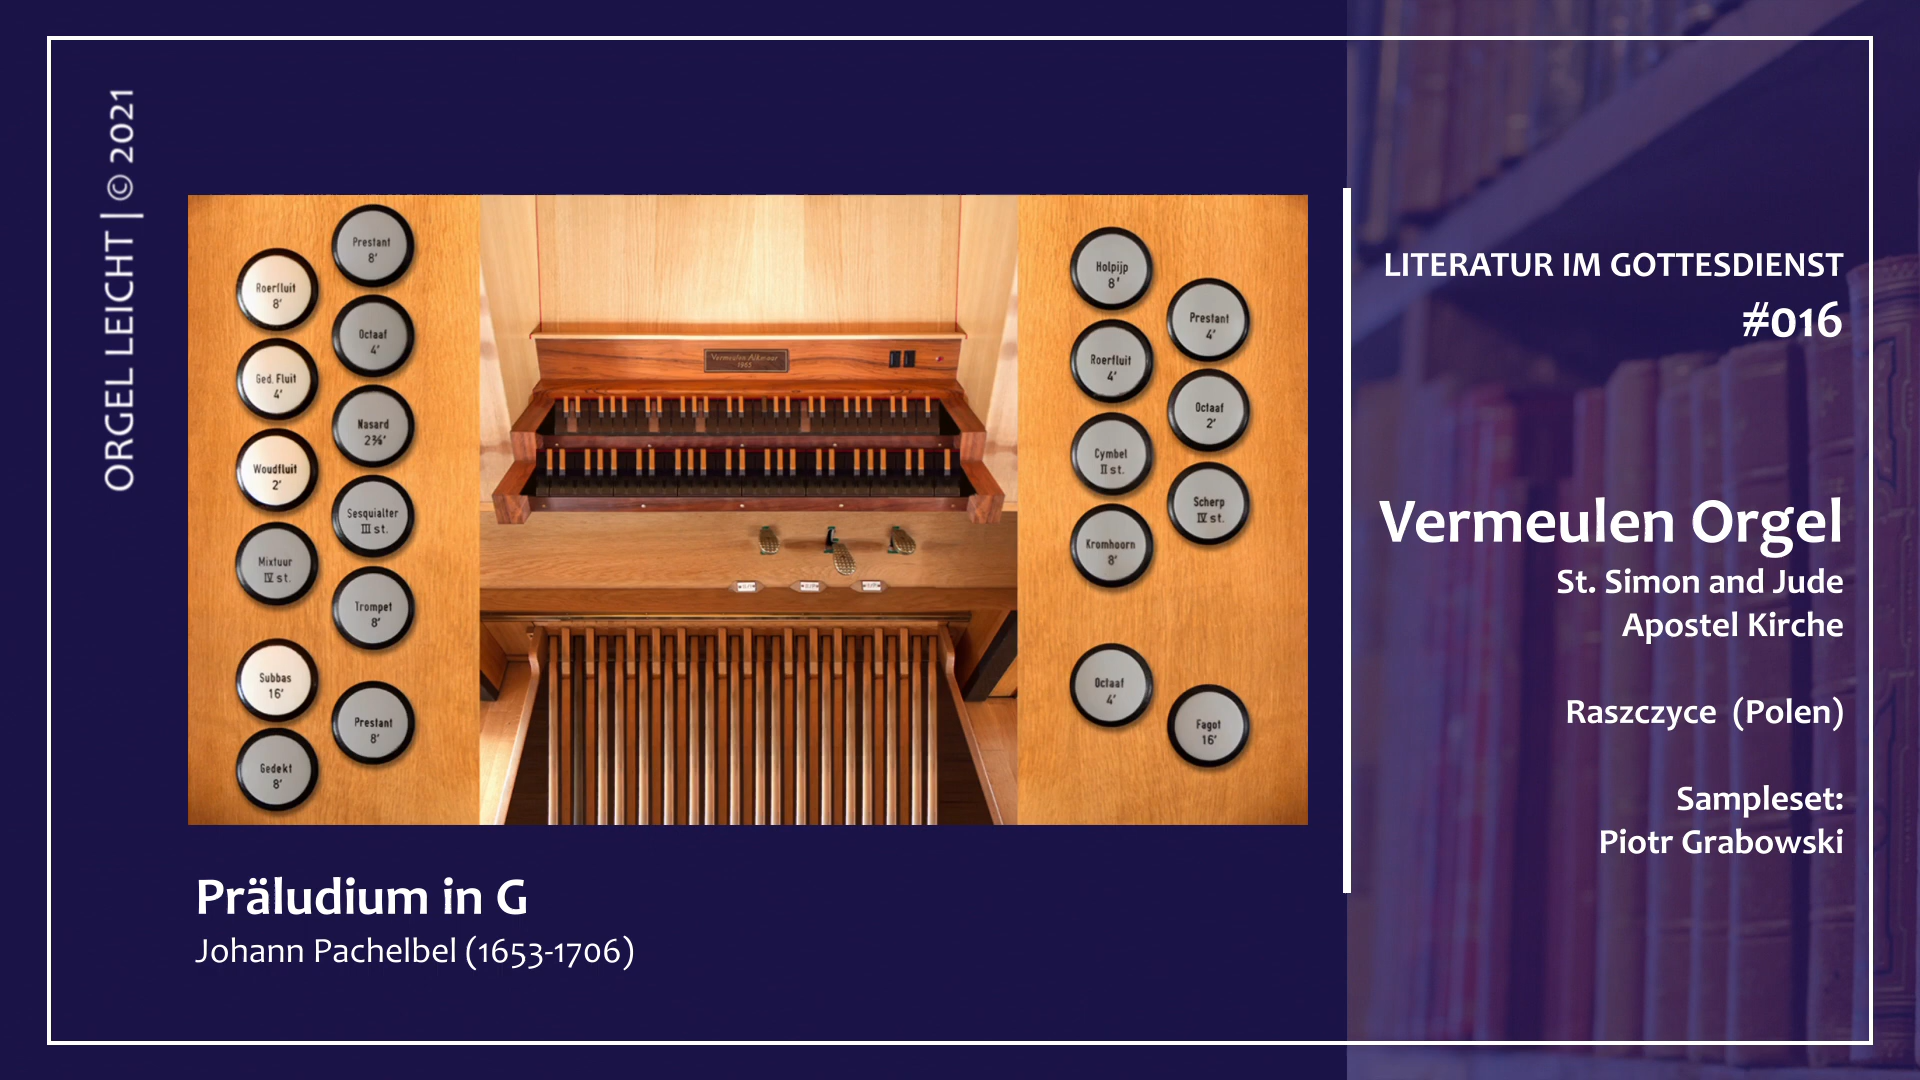 ORGEL LEICHT | © 2021
Prestant
8'
Roerfluit
8'
Octaaf
4'
Ged. Fluit
4'
Nasard
2⅔'
Woudfluit
2'
Sesquialter
III st.
Mixtuur
IV st.
Trompet
8'
Subbas
16'
Prestant
8'
Gedekt
8'
Vermeulen Alkmaar
Holpijp
8'
Prestant
4'
Roerfluit
4'
Octaaf
2'
Cymbel
II st.
Scherp
IV st.
Kromhoorn
8'
Octaaf
4'
Fagot
16'
Präludium in G
Johann Pachelbel (1653-1706)
LITERATUR IM GOTTESDIENST
#016
Vermeulen Orgel
St. Simon and Jude
Apostel Kirche
Raszczyce (Polen)
Sampleset:
Piotr Grabowski